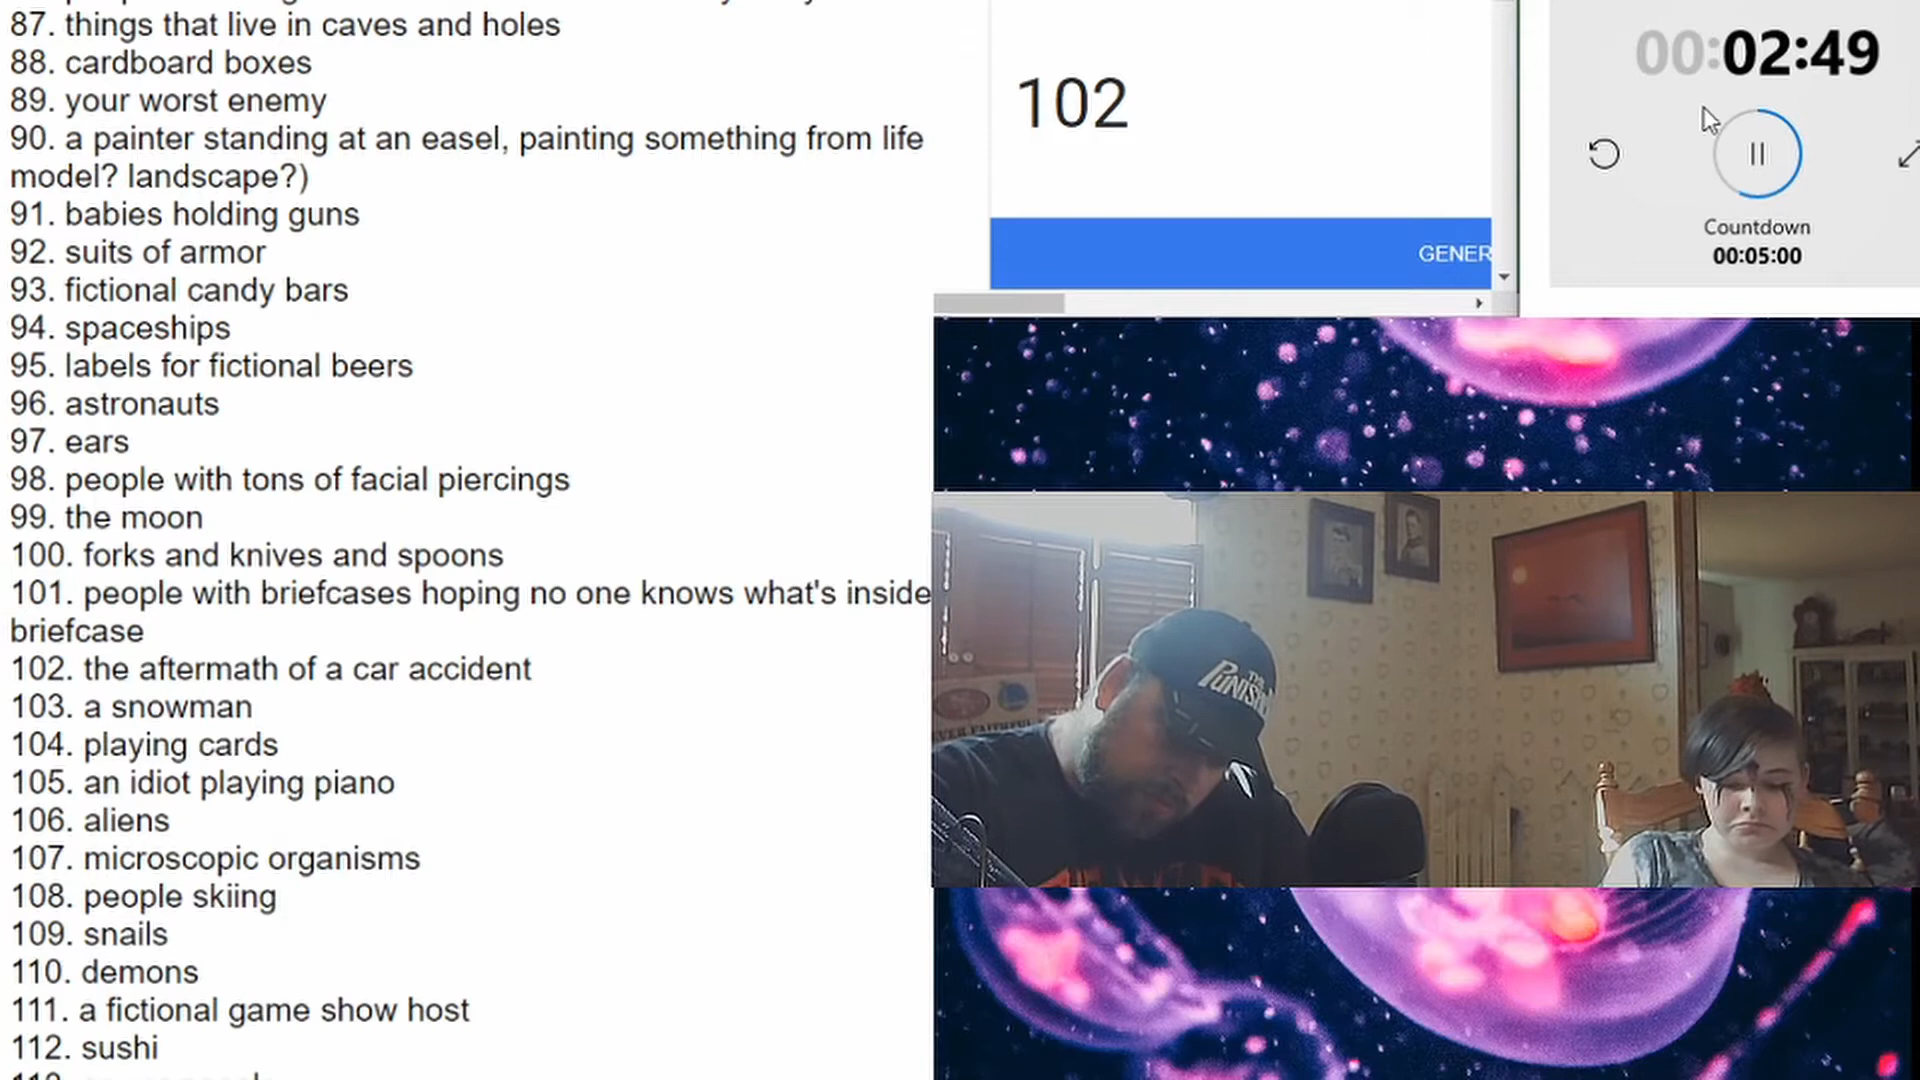 87. things that live in caves and holes
88. cardboard boxes
89. your worst enemy
90. a painter standing at an easel, painting something from life
model? landscape?)
91. babies holding guns
92. suits of armor
93. fictional candy bars
94. spaceships
95. labels for fictional beers
96. astronauts
97. ears
98. people with tons of facial piercings
99. the moon
100. forks and knives and spoons
101. people with briefcases hoping no one knows what's inside
briefcase
102. the aftermath of a car accident
103. a snowman
104. playing cards
105. an idiot playing piano
106. aliens
107. microscopic organisms
108. people skiing
109. snails
110. demons
111. a fictional game show host
112. sushi
102
GENER
00:02:49
Countdown
00:05:00
THE
PUNISH
EVER FAITHFUL